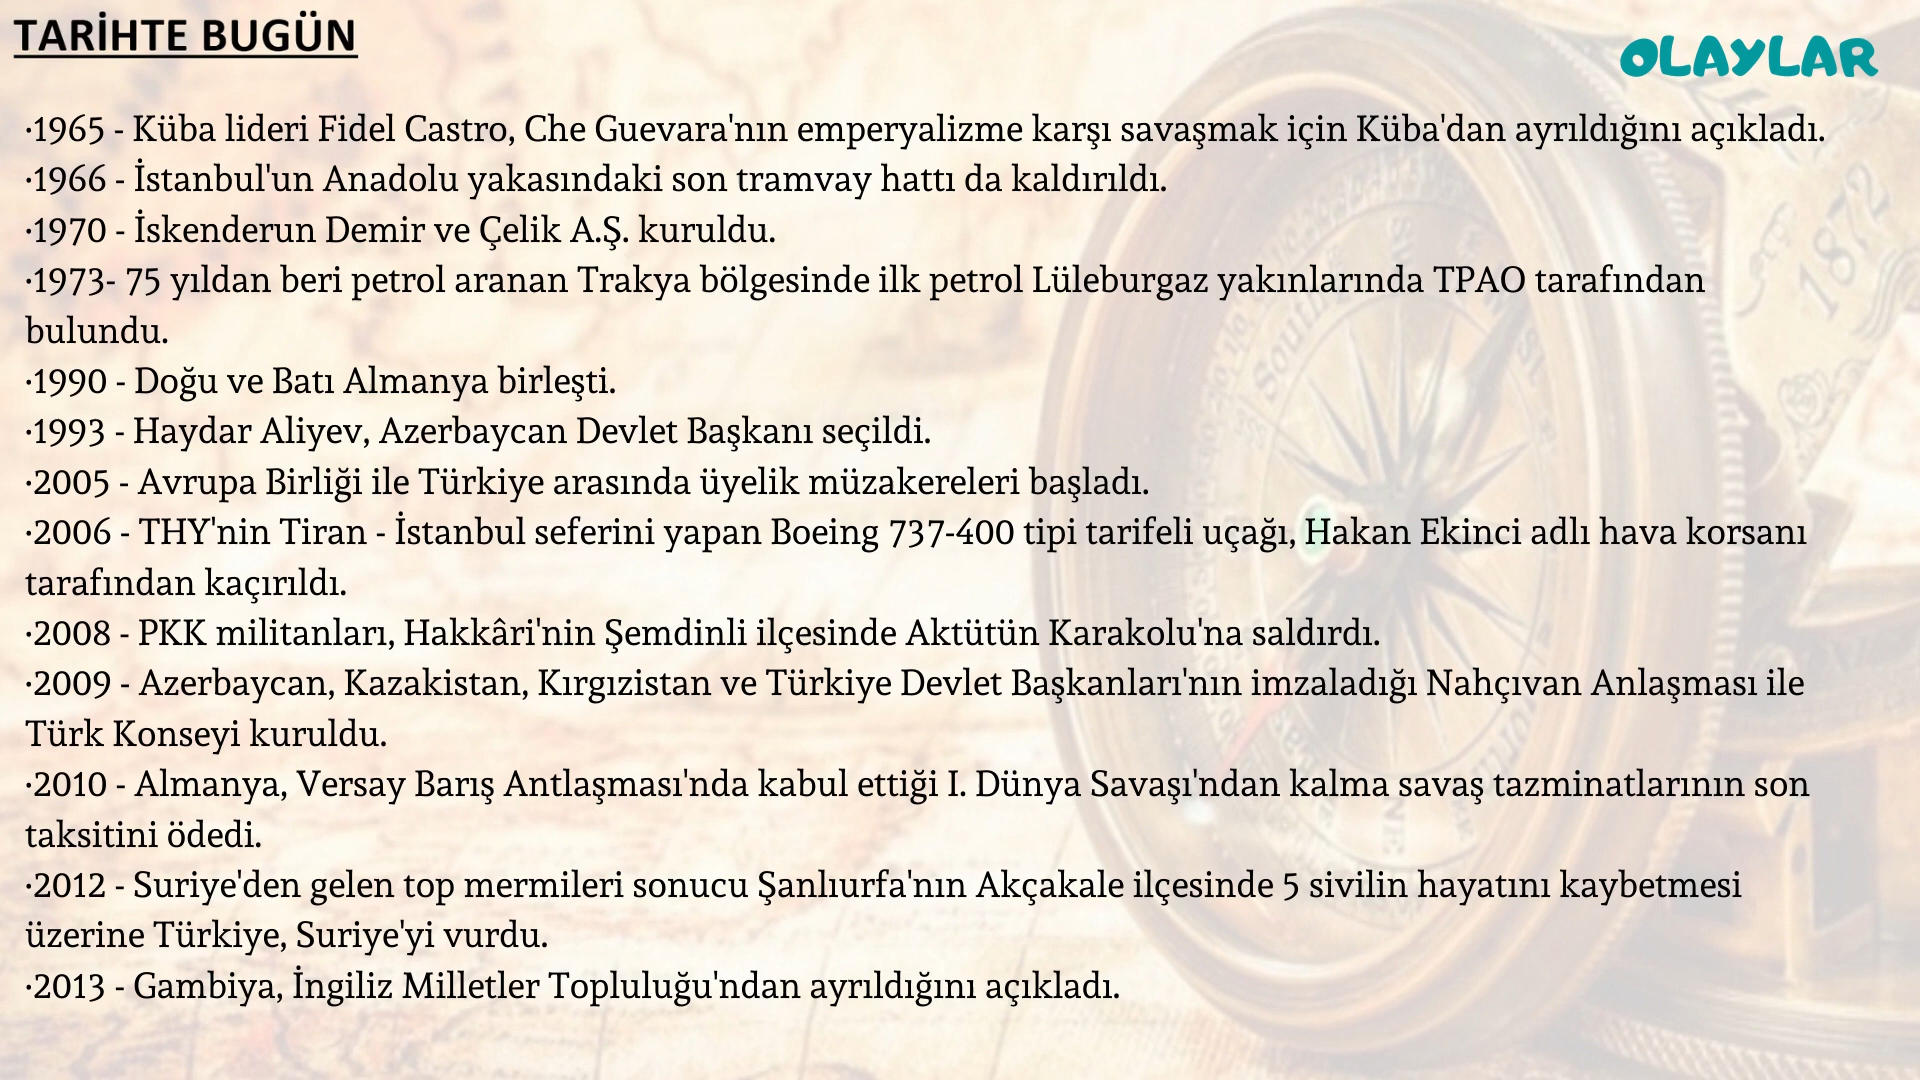 TARİHTE BUGÜN
OLAYLAR
·1965 - Küba lideri Fidel Castro, Che Guevara'nın emperyalizme karşı savaşmak için Küba'dan ayrıldığını açıkladı.
·1966 - İstanbul'un Anadolu yakasındaki son tramvay hattı da kaldırıldı.
·1970 - İskenderun Demir ve Çelik A.Ş. kuruldu.
·1973- 75 yıldan beri petrol aranan Trakya bölgesinde ilk petrol Lüleburgaz yakınlarında TPAO tarafından
bulundu.
·1990 - Doğu ve Batı Almanya birleşti.
·1993 - Haydar Aliyev, Azerbaycan Devlet Başkanı seçildi.
·2005 - Avrupa Birliği ile Türkiye arasında üyelik müzakereleri başladı.
·2006 - THY'nin Tiran - İstanbul seferini yapan Boeing 737-400 tipi tarifeli uçağı, Hakan Ekinci adlı hava korsanı
tarafından kaçırıldı.
·2008 - PKK militanları, Hakkâri'nin Şemdinli ilçesinde Aktütün Karakolu'na saldırdı.
·2009 - Azerbaycan, Kazakistan, Kırgızistan ve Türkiye Devlet Başkanları'nın imzaladığı Nahçıvan Anlaşması ile
Türk Konseyi kuruldu.
·2010 - Almanya, Versay Barış Antlaşması'nda kabul ettiği I. Dünya Savaşı'ndan kalma savaş tazminatlarının son
taksitini ödedi.
·2012 - Suriye'den gelen top mermileri sonucu Şanlıurfa'nın Akçakale ilçesinde 5 sivilin hayatını kaybetmesi
üzerine Türkiye, Suriye'yi vurdu.
·2013 - Gambiya, İngiliz Milletler Topluluğu'ndan ayrıldığını açıkladı.
1872
South